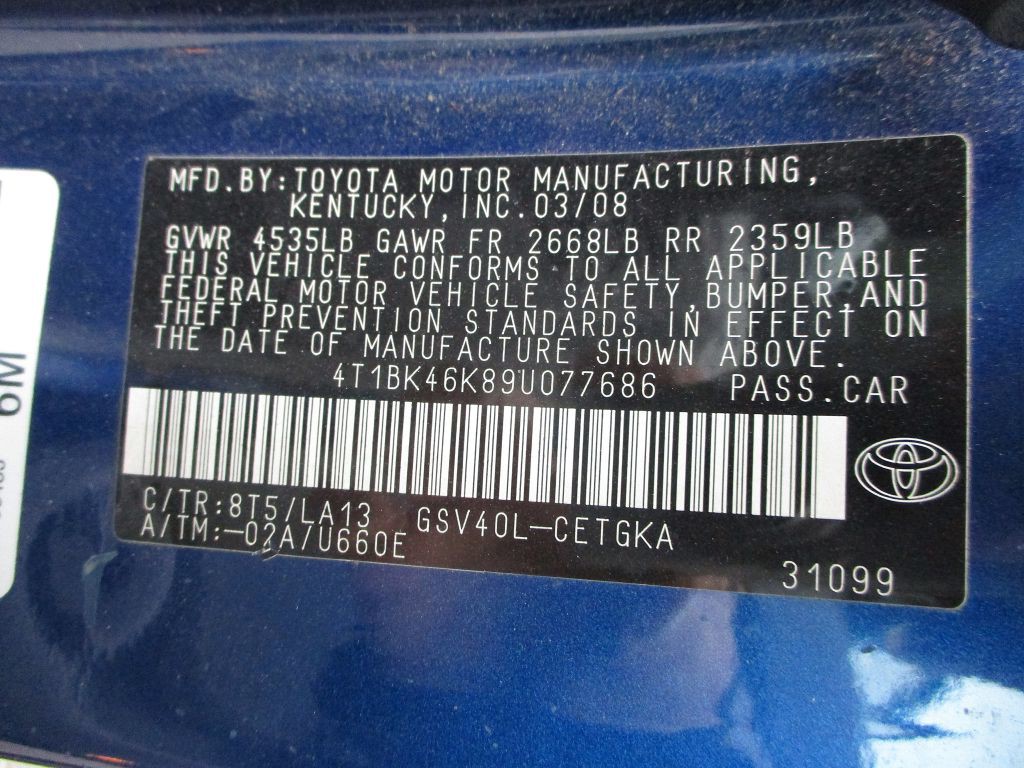 MFD.BY:TOYOTA MOTOR MANUFACTURING,
KENTUCKY,INC.03/08
GVWR 4535LB GAWR FR 2668LB RR 2359LB
THIS VEHICLE CONFORMS TO ALL APPLICABLE
FEDERAL MOTOR VEHICLE SAFETY,BUMPER,AND
THEFT PREVENTION STANDARDS IN EFFECT ON
THE DATE OF MANUFACTURE SHOWN ABOVE.
4T1BK46K89U077686 PASS.CAR
C/TR:8T5/LA13 GSV40L-CETGKA
A/TM:-02A/U660E
31099
6M